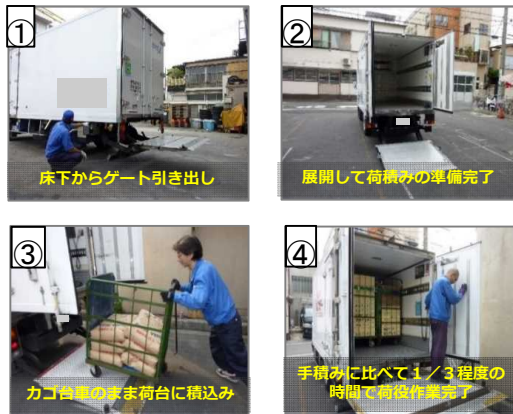 ①
床下からゲート引き出し
②
展開して荷積みの準備完了
③
カゴ台車のまま荷台に積込み
④
手積みに比べて１／３程度の
時間で荷役作業完了